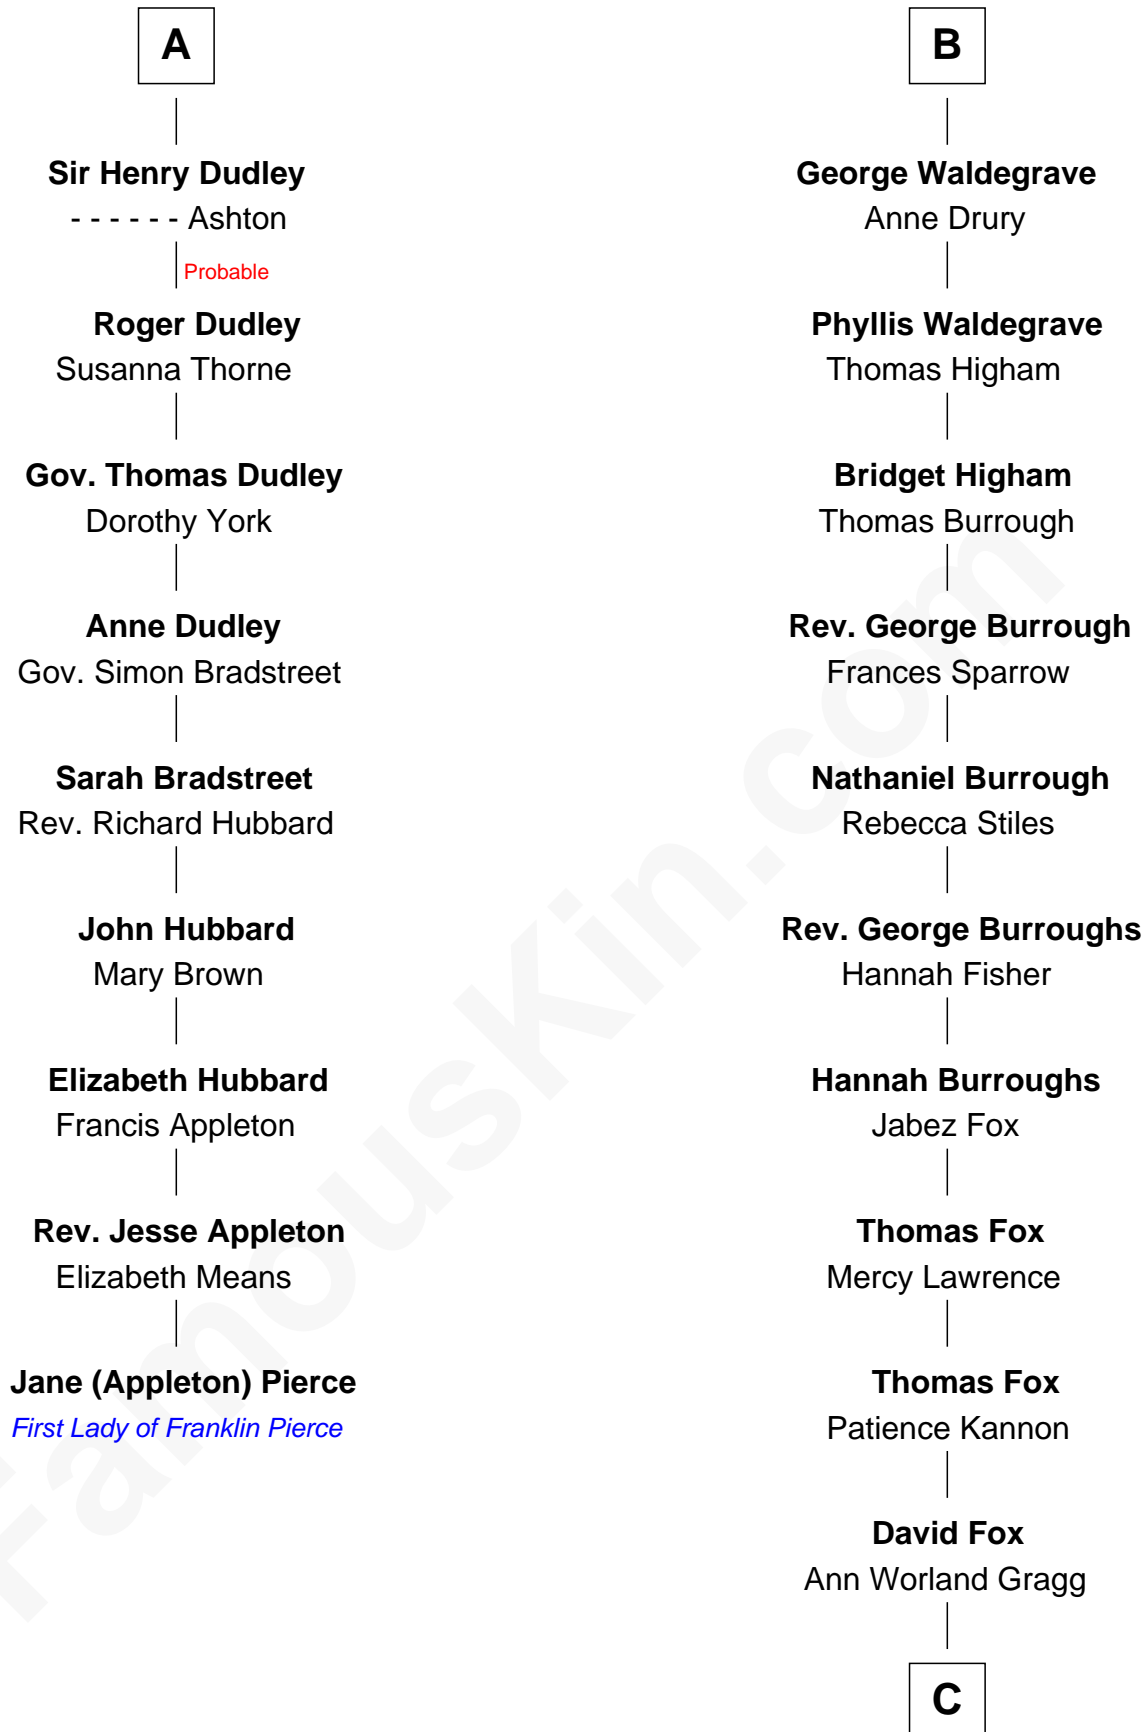 A
Sir Henry Dudley
- - - - - - Ashton
Probable
Roger Dudley
Susanna Thorne
Gov. Thomas Dudley
Dorothy York
Anne Dudley
Gov. Simon Bradstreet
Sarah Bradstreet
Rev. Richard Hubbard
John Hubbard
Mary Brown
Elizabeth Hubbard
Francis Appleton
Rev. Jesse Appleton
Elizabeth Means
Jane (Appleton) Pierce
First Lady of Franklin Pierce
B
George Waldegrave
Anne Drury
Phyllis Waldegrave
Thomas Higham
Bridget Higham
Thomas Burrough
Rev. George Burrough
Frances Sparrow
Nathaniel Burrough
Rebecca Stiles
Rev. George Burroughs
Hannah Fisher
Hannah Burroughs
Jabez Fox
Thomas Fox
Mercy Lawrence
Thomas Fox
Patience Kannon
David Fox
Ann Worland Gragg
C
FamousKin.com